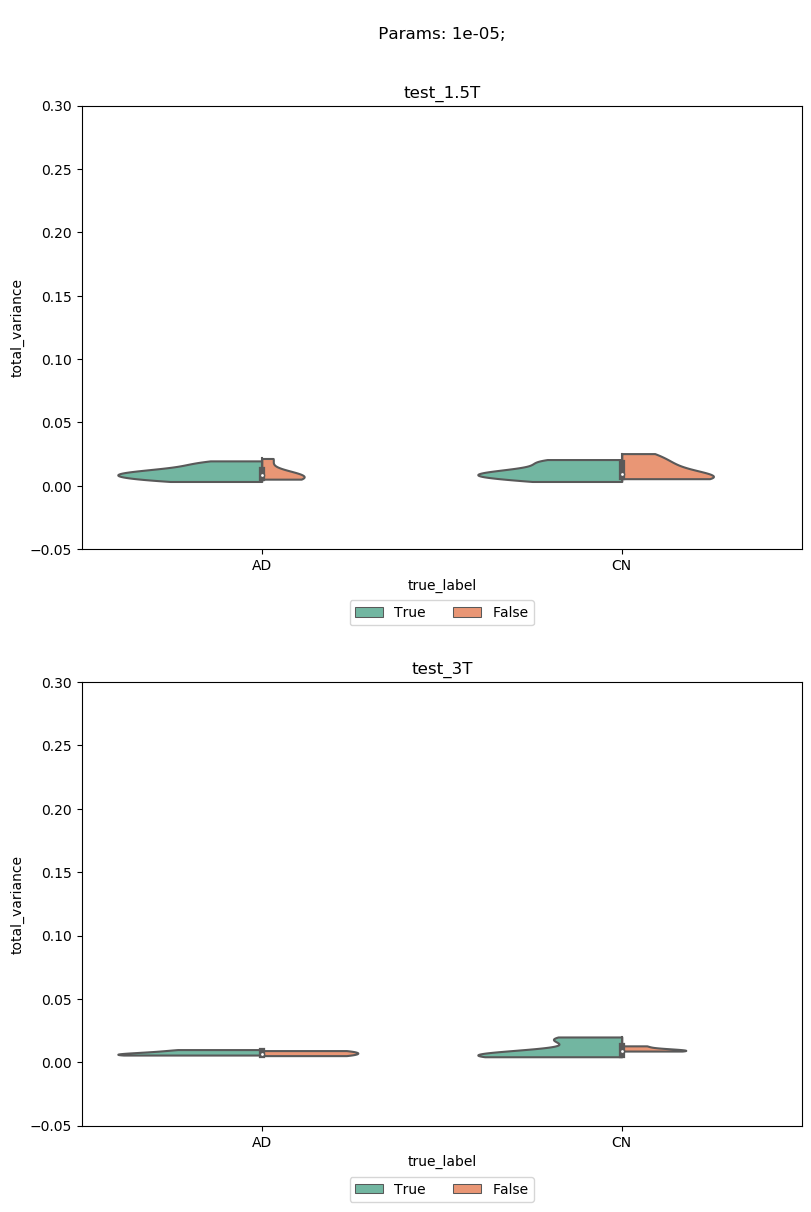 Params: 1e-05;
test_1.5T
0.30
0.25
0.20
0.15
0.10
0.05
0.00
−0.05
total_variance
AD CN
true_label
True False
test_3T
0.30
0.25
0.20
0.15
0.10
0.05
0.00
−0.05
total_variance
AD CN
true_label
True False